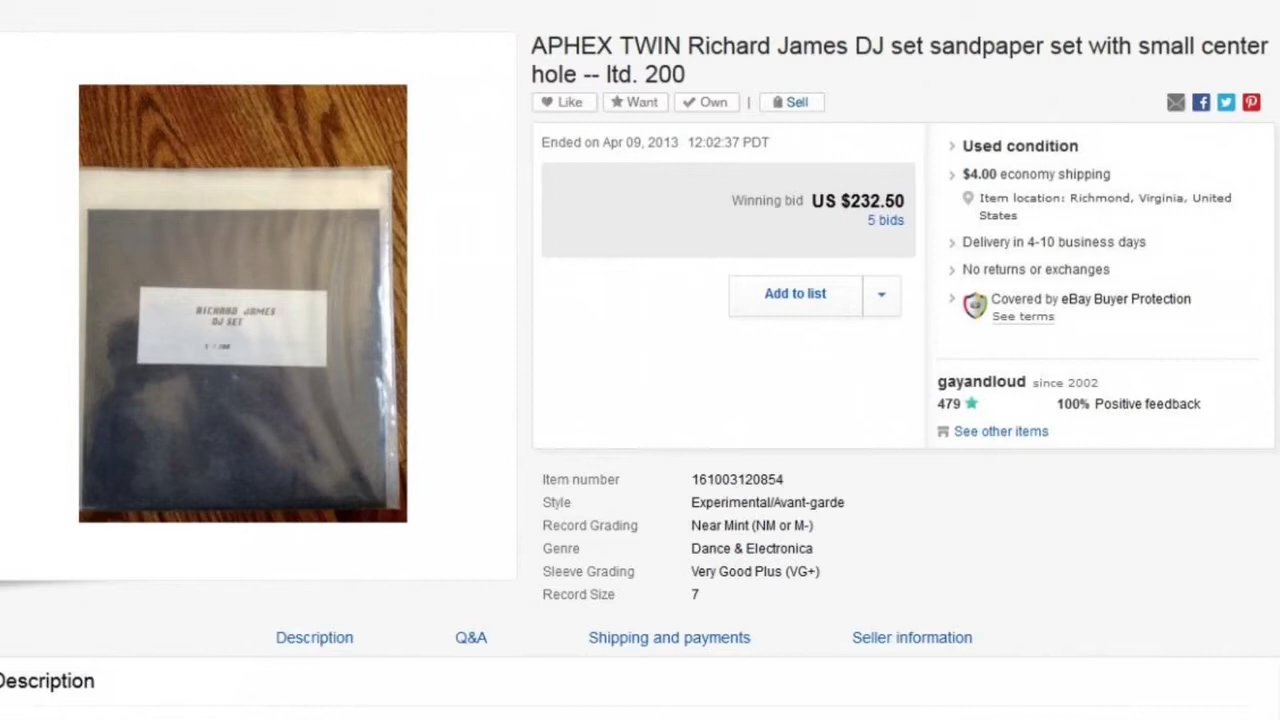 APHEX TWIN Richard James DJ set sandpaper set with small center
hole -- ltd. 200
Like
Want
Own
|
Sell
Ended on Apr 09, 2013 12:02:37 PDT
Winning bid US $232.50
5 bids
Add to list
Used condition
$4.00 economy shipping
Item location: Richmond, Virginia, United
States
Delivery in 4-10 business days
No returns or exchanges
Covered by eBay Buyer Protection
See terms
gayandloud since 2002
479 100% Positive feedback
See other items
RICHARD JAMES
DJ SET
Item number 161003120854
Style Experimental/Avant-garde
Record Grading Near Mint (NM or M-)
Genre Dance & Electronica
Sleeve Grading Very Good Plus (VG+)
Record Size 7
Description Q&A Shipping and payments Seller information
Description